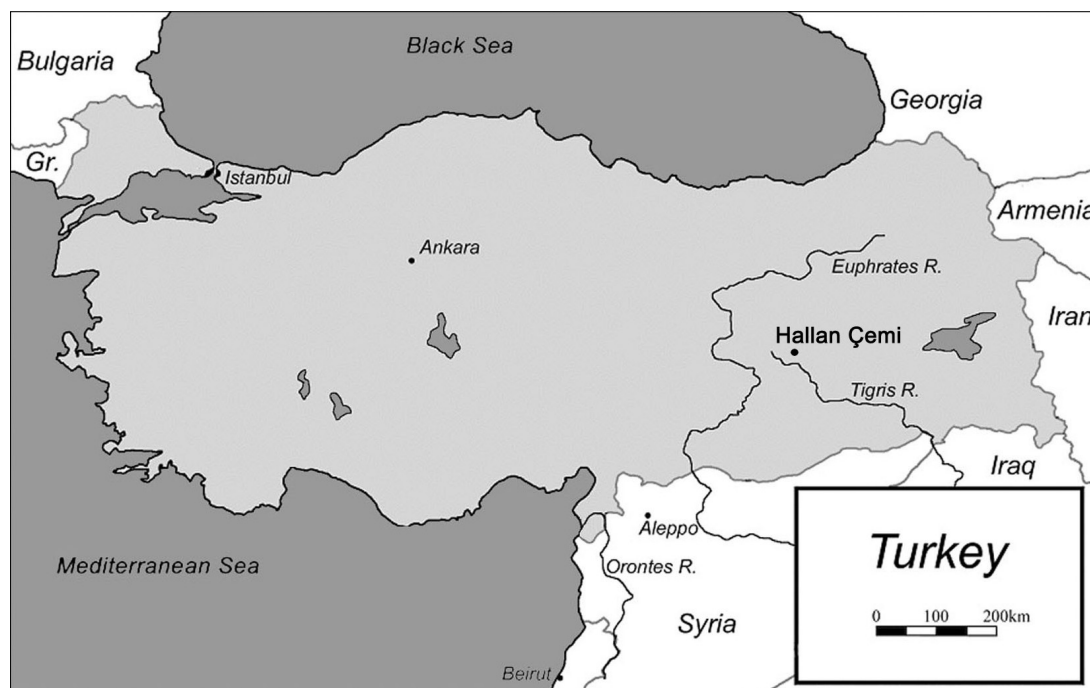 Black Sea
Bulgaria
Georgia
Gr.
Istanbul
Armenia
Ankara
Euphrates R.
Iran
Hallan Çemi
Tigris R.
Iraq
Aleppo
Turkey
Mediterranean Sea
Orontes R.
0 100 200km
Syria
Beirut